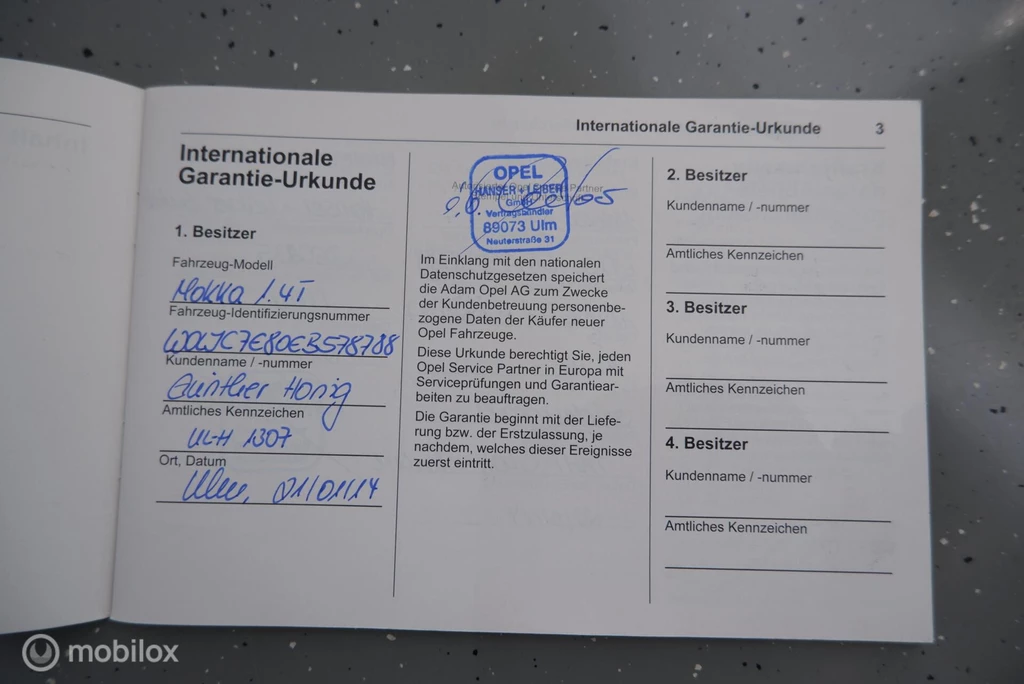 Internationale Garantie-Urkunde 3
Internationale
Garantie-Urkunde
1. Besitzer
Fahrzeug-Modell
Mokka 1.4T
Fahrzeug-Identifizierungsnummer
W0LJC7E80EB578788
Kundenname / -nummer
Günther Honig
Amtliches Kennzeichen
UL-H 1307
Ort, Datum
Ulm, 21/01/14
OPEL
HANSER + LEIBER
GmbH
Vertragshändler
89073 Ulm
Neutorstraße 31
Im Einklang mit den nationalen
Datenschutzgesetzen speichert
die Adam Opel AG zum Zwecke
der Kundenbetreuung personenbe-
zogene Daten der Käufer neuer
Opel Fahrzeuge.
Diese Urkunde berechtigt Sie, jeden
Opel Service Partner in Europa mit
Serviceprüfungen und Garantiear-
beiten zu beauftragen.
Die Garantie beginnt mit der Liefe-
rung bzw. der Erstzulassung, je
nachdem, welches dieser Ereignisse
zuerst eintritt.
2. Besitzer
Kundenname / -nummer
Amtliches Kennzeichen
3. Besitzer
Kundenname / -nummer
Amtliches Kennzeichen
4. Besitzer
Kundenname / -nummer
Amtliches Kennzeichen
mobilox